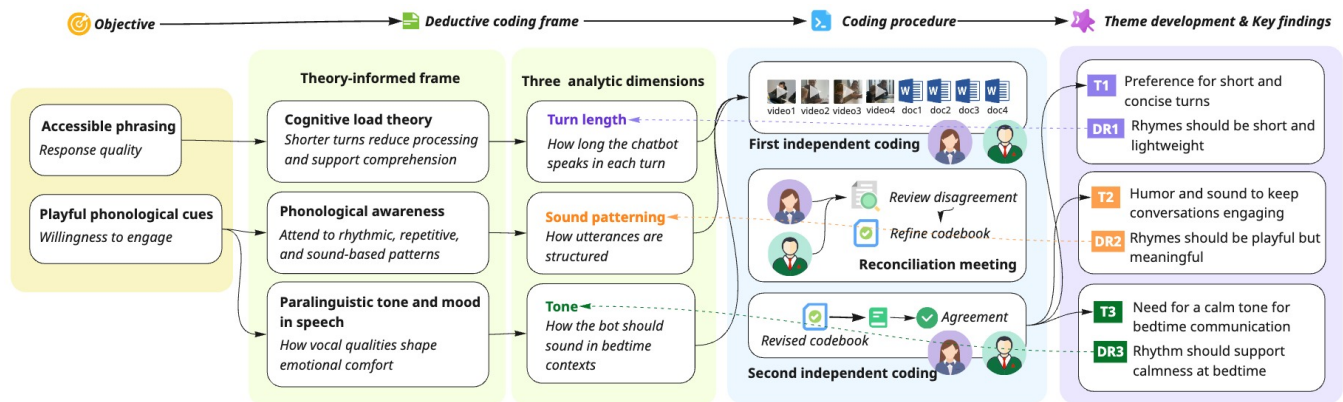 Objective
Deductive coding frame
Coding procedure
Theme development & Key findings
Accessible phrasing
Response quality
Playful phonological cues
Willingness to engage
Theory-informed frame
Cognitive load theory
Shorter turns reduce processing
and support comprehension
Phonological awareness
Attend to rhythmic, repetitive,
and sound-based patterns
Paralinguistic tone and mood
in speech
How vocal qualities shape
emotional comfort
Three analytic dimensions
Turn length
How long the chatbot
speaks in each turn
Sound patterning
How utterances are
structured
Tone
How the bot should
sound in bedtime
contexts
video1 video2 video3 video4 doc1 doc2 doc3 doc4
First independent coding
Review disagreement
Refine codebook
Reconciliation meeting
Agreement
Revised codebook
Second independent coding
T1 Preference for short and
concise turns
DR1 Rhymes should be short and
lightweight
T2 Humor and sound to keep
conversations engaging
DR2 Rhymes should be playful but
meaningful
T3 Need for a calm tone for
bedtime communication
DR3 Rhythm should support
calmness at bedtime